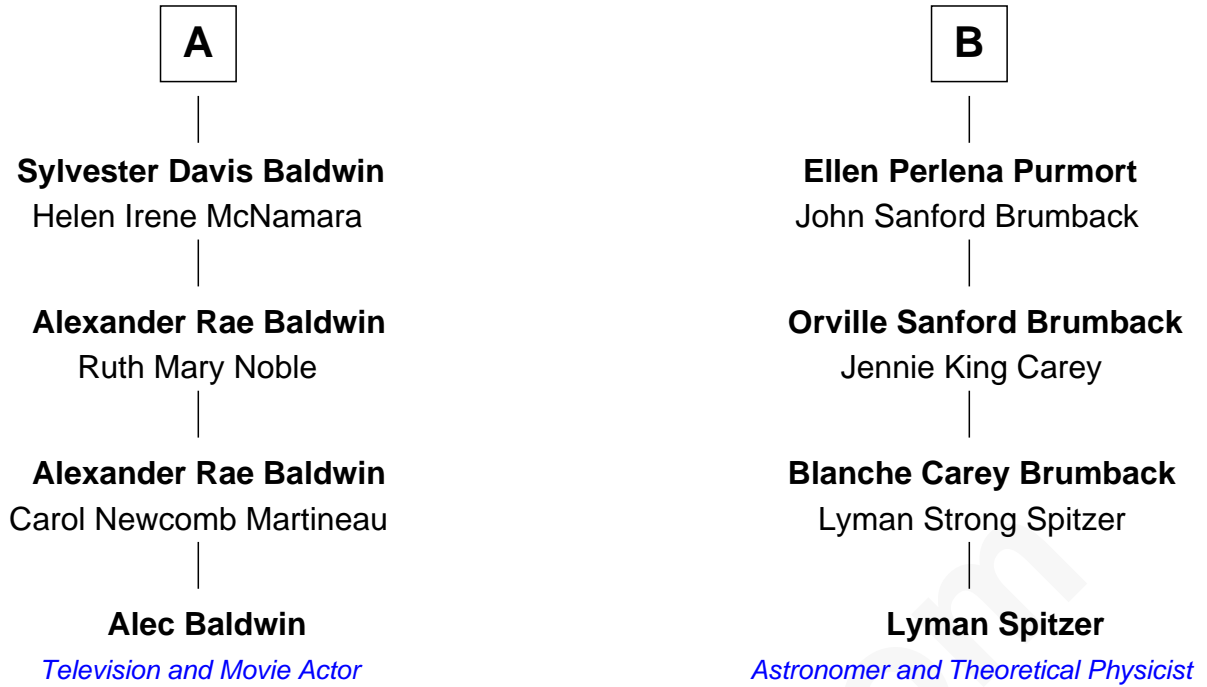 A
Sylvester Davis Baldwin
Helen Irene McNamara
Alexander Rae Baldwin
Ruth Mary Noble
Alexander Rae Baldwin
Carol Newcomb Martineau
Alec Baldwin
Television and Movie Actor
B
Ellen Perlena Purmort
John Sanford Brumback
Orville Sanford Brumback
Jennie King Carey
Blanche Carey Brumback
Lyman Strong Spitzer
Lyman Spitzer
Astronomer and Theoretical Physicist